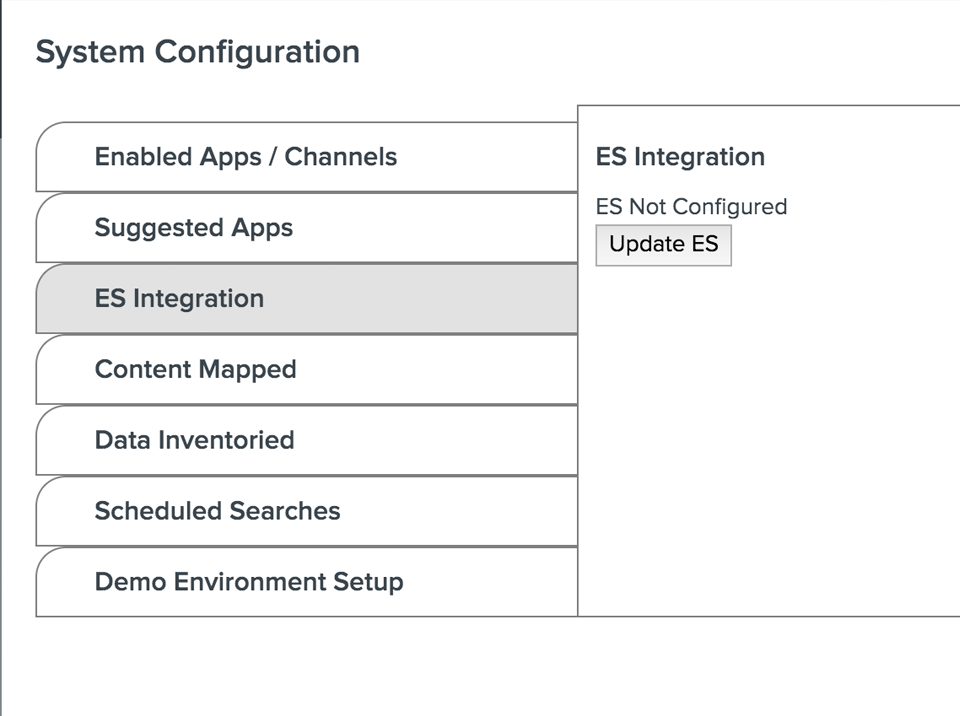 System Configuration
Enabled Apps / Channels
Suggested Apps
ES Integration
Content Mapped
Data Inventoried
Scheduled Searches
Demo Environment Setup
ES Integration
ES Not Configured
Update ES